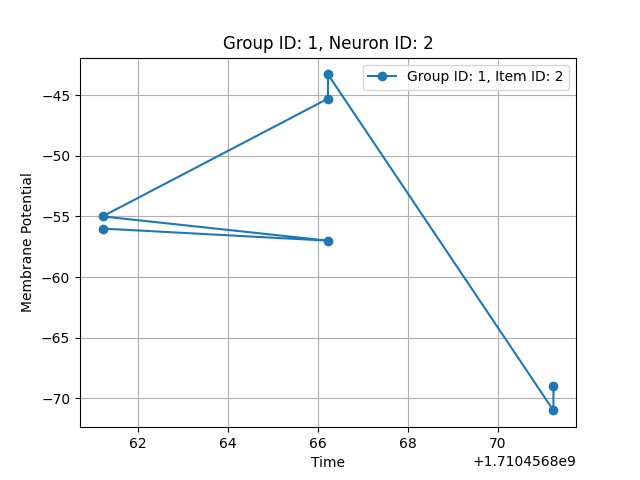 Group ID: 1, Neuron ID: 2
Group ID: 1, Item ID: 2
Membrane Potential
−45
−50
−55
−60
−65
−70
62 64 66 68 70
Time
+1.7104568e9